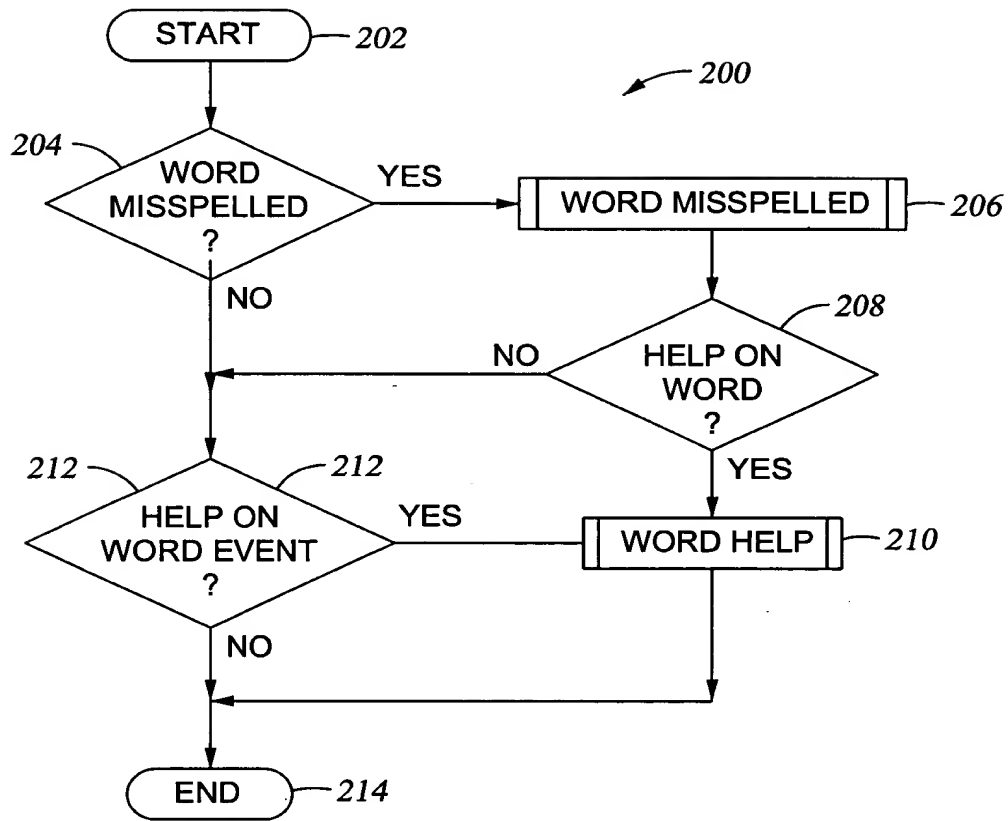 START
202
200
204
WORD
MISSPELLED
?
YES
WORD MISSPELLED
206
NO
208
HELP ON
WORD
?
NO
YES
212
212
HELP ON
WORD EVENT
?
YES
WORD HELP
210
NO
END
214